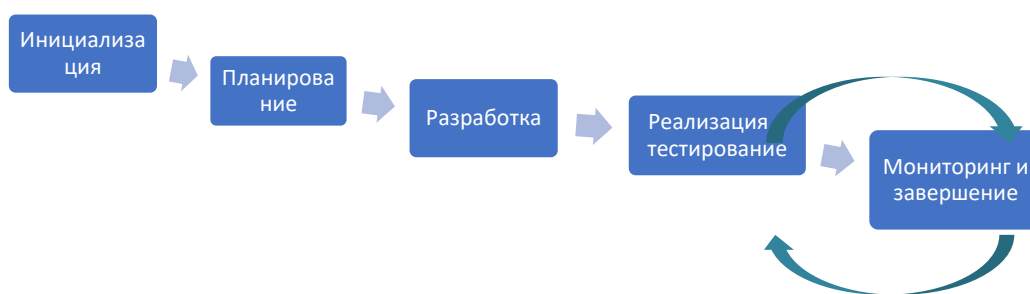 Инициализа
ция
Планирова
ние
Разработка
Реализация
тестирование
Мониторинг и
завершение